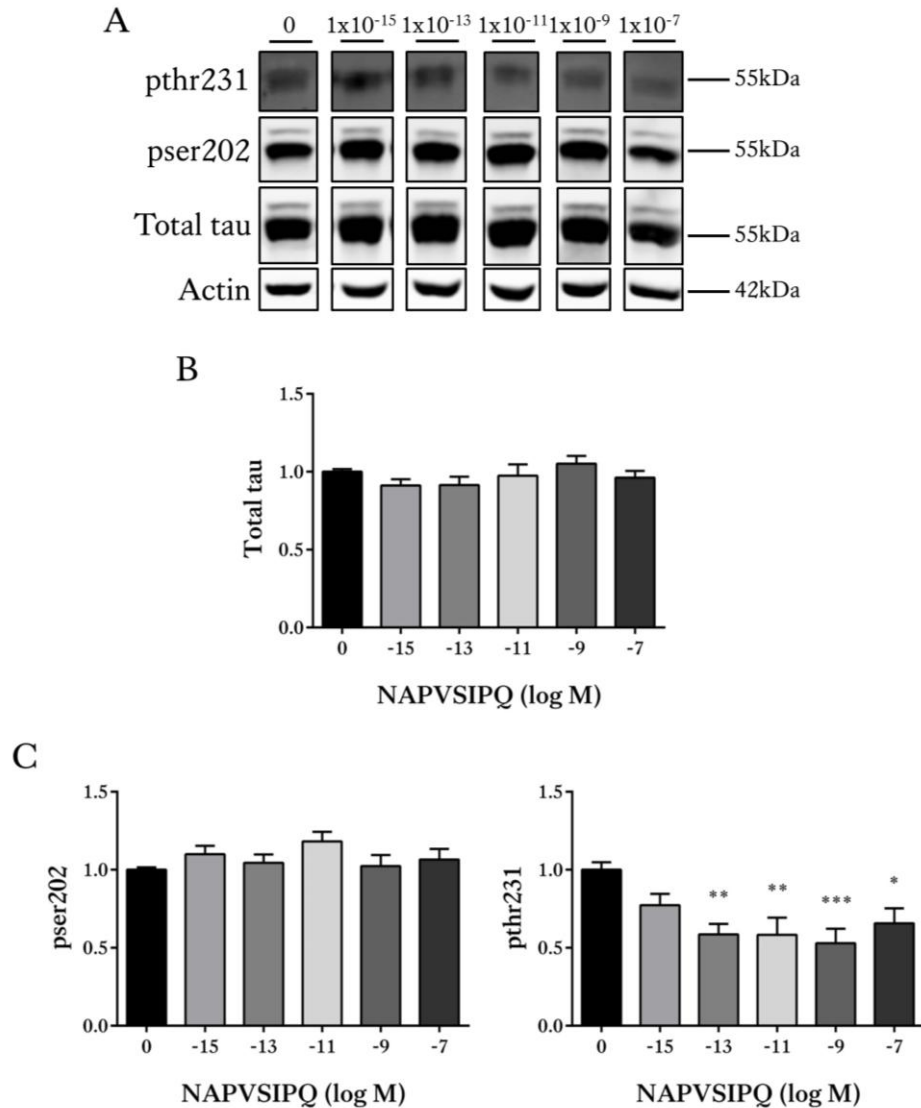 A
0 1x10⁻¹⁵ 1x10⁻¹³ 1x10⁻¹¹ 1x10⁻⁹ 1x10⁻⁷
pthr231 55kDa
pser202 55kDa
Total tau 55kDa
Actin 42kDa
B
1.5
1.0
0.5
0.0
Total tau
0 -15 -13 -11 -9 -7
NAPVSIPQ (log M)
C
1.5
1.0
0.5
0.0
pser202
0 -15 -13 -11 -9 -7
NAPVSIPQ (log M)
1.5
1.0
0.5
0.0
pthr231
** ** *** *
0 -15 -13 -11 -9 -7
NAPVSIPQ (log M)